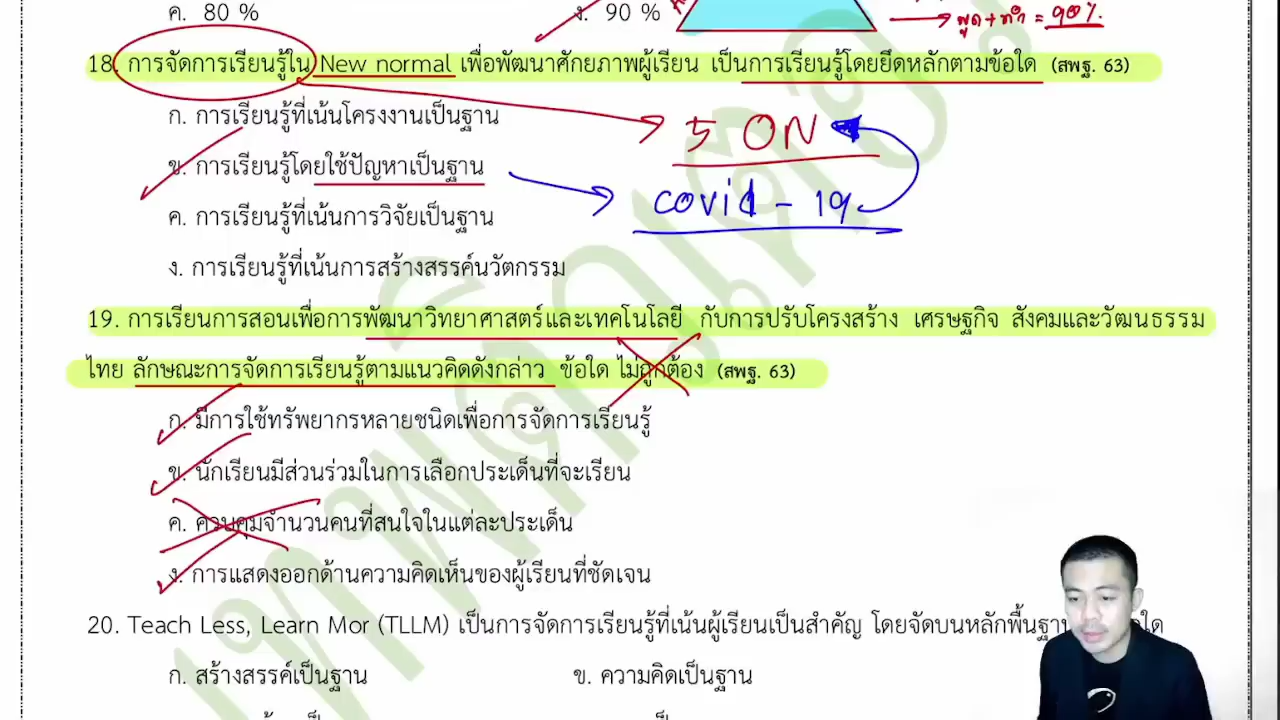 ค. 80 %    ง. 90 %
พูด+ทำ = 90%.
18. การจัดการเรียนรู้ใน New normal เพื่อพัฒนาศักยภาพผู้เรียน เป็นการเรียนรู้โดยยึดหลักตามข้อใด (สพฐ. 63)
ก. การเรียนรู้ที่เน้นโครงงานเป็นฐาน
5 ON
ข. การเรียนรู้โดยใช้ปัญหาเป็นฐาน
covid - 19
ค. การเรียนรู้ที่เน้นการวิจัยเป็นฐาน
ง. การเรียนรู้ที่เน้นการสร้างสรรค์นวัตกรรม
19. การเรียนการสอนเพื่อการพัฒนาวิทยาศาสตร์และเทคโนโลยี กับการปรับโครงสร้าง เศรษฐกิจ สังคมและวัฒนธรรม
ไทย ลักษณะการจัดการเรียนรู้ตามแนวคิดดังกล่าว ข้อใด ไม่ถูกต้อง (สพฐ. 63)
ก. มีการใช้ทรัพยากรหลายชนิดเพื่อการจัดการเรียนรู้
ข. นักเรียนมีส่วนร่วมในการเลือกประเด็นที่จะเรียน
ค. ควบคุมจำนวนคนที่สนใจในแต่ละประเด็น
ง. การแสดงออกด้านความคิดเห็นของผู้เรียนที่ชัดเจน
20. Teach Less, Learn Mor (TLLM) เป็นการจัดการเรียนรู้ที่เน้นผู้เรียนเป็นสำคัญ โดยจัดบนหลักพื้นฐาน
ก. สร้างสรรค์เป็นฐาน    ข. ความคิดเป็นฐาน